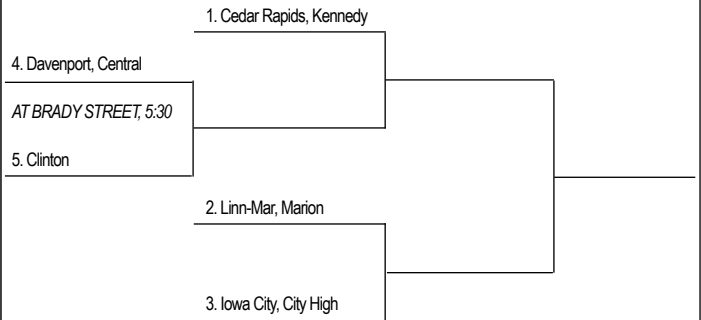 1. Cedar Rapids, Kennedy
4. Davenport, Central
AT BRADY STREET, 5:30
5. Clinton
2. Linn-Mar, Marion
3. Iowa City, City High